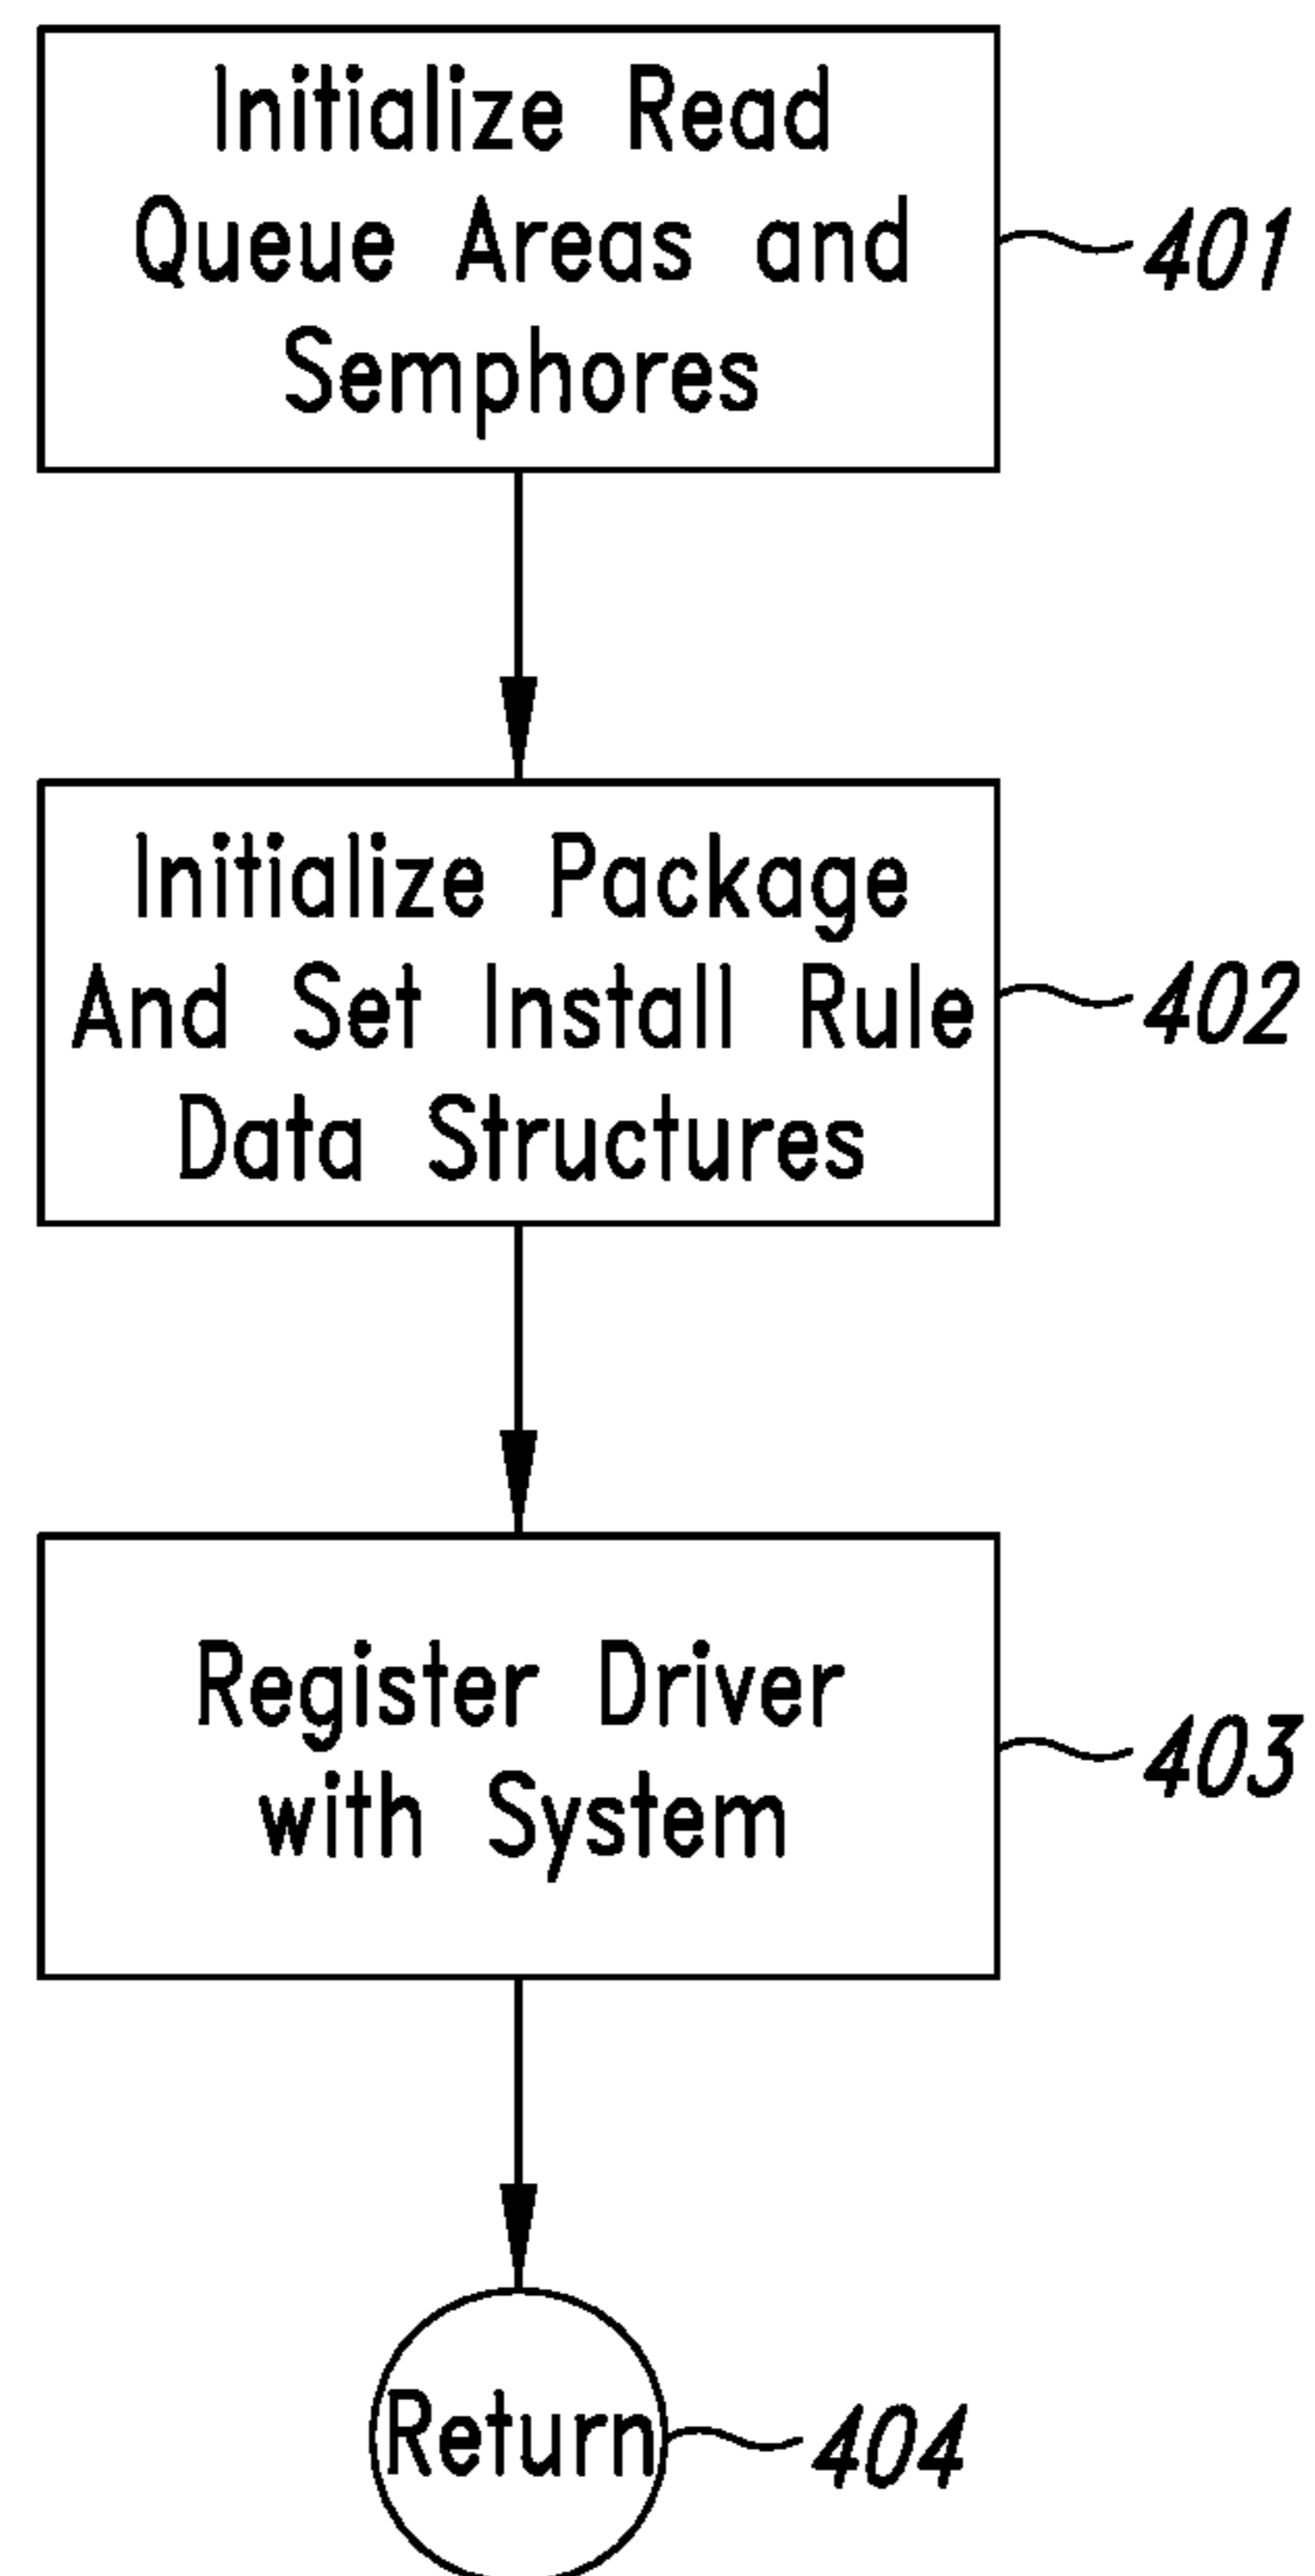 Initialize Read
Queue Areas and
Semphores
401
Initialize Package
And Set Install Rule
Data Structures
402
Register Driver
with System
403
Return
404